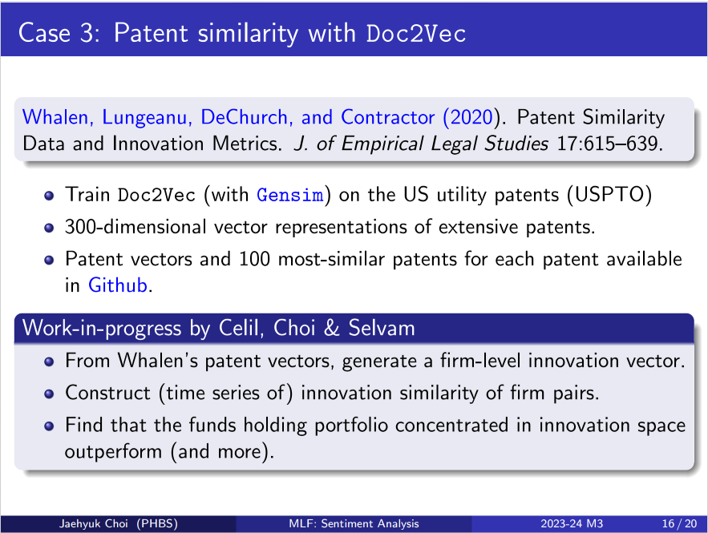 Case 3: Patent similarity with Doc2Vec
Whalen, Lungeanu, DeChurch, and Contractor (2020). Patent Similarity
Data and Innovation Metrics. J. of Empirical Legal Studies 17:615–639.
Train Doc2Vec (with Gensim) on the US utility patents (USPTO)
300-dimensional vector representations of extensive patents.
Patent vectors and 100 most-similar patents for each patent available
in Github.
Work-in-progress by Celil, Choi & Selvam
From Whalen's patent vectors, generate a firm-level innovation vector.
Construct (time series of) innovation similarity of firm pairs.
Find that the funds holding portfolio concentrated in innovation space
outperform (and more).
Jaehyuk Choi (PHBS) MLF: Sentiment Analysis 2023-24 M3 16 / 20